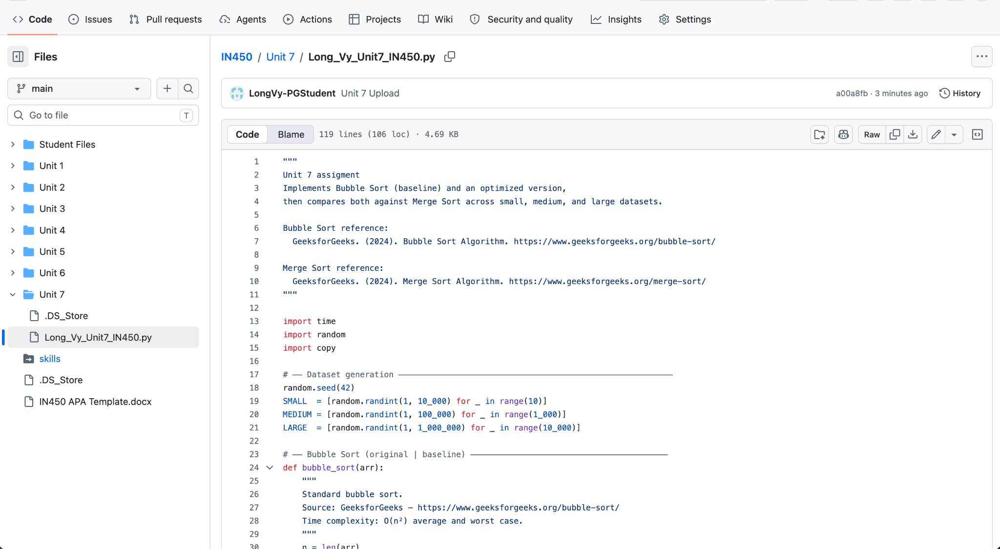 Code Issues Pull requests Agents Actions Projects Wiki Security and quality Insights Settings
Files
main
Go to file T
Student Files
Unit 1
Unit 2
Unit 3
Unit 4
Unit 5
Unit 6
Unit 7
.DS_Store
Long_Vy_Unit7_IN450.py
skills
.DS_Store
IN450 APA Template.docx
IN450 / Unit 7 / Long_Vy_Unit7_IN450.py
LongVy-PGStudent Unit 7 Upload a00a8fb · 3 minutes ago History
Code Blame 119 lines (106 loc) · 4.69 KB Raw
1 """
2 Unit 7 assigment
3 Implements Bubble Sort (baseline) and an optimized version,
4 then compares both against Merge Sort across small, medium, and large datasets.
5
6 Bubble Sort reference:
7 GeeksforGeeks. (2024). Bubble Sort Algorithm. https://www.geeksforgeeks.org/bubble-sort/
8
9 Merge Sort reference:
10 GeeksforGeeks. (2024). Merge Sort Algorithm. https://www.geeksforgeeks.org/merge-sort/
11 """
12
13 import time
14 import random
15 import copy
16
17 # —— Dataset generation ——————————
18 random.seed(42)
19 SMALL = [random.randint(1, 10_000) for _ in range(10)]
20 MEDIUM = [random.randint(1, 100_000) for _ in range(1_000)]
21 LARGE = [random.randint(1, 1_000_000) for _ in range(10_000)]
22
23 # —— Bubble Sort (original | baseline) ——————————
24 def bubble_sort(arr):
25 """
26 Standard bubble sort.
27 Source: GeeksforGeeks – https://www.geeksforgeeks.org/bubble-sort/
28 Time complexity: O(n²) average and worst case.
29 """
30 n = len(arr)